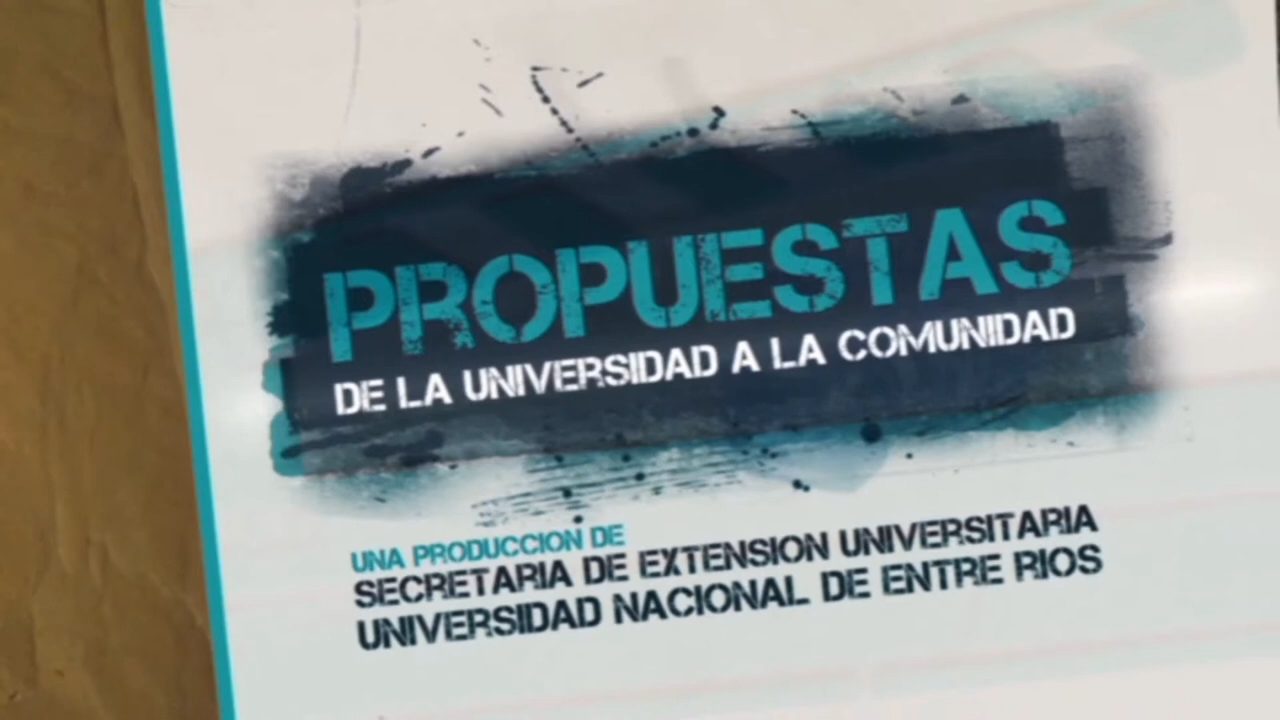 PROPUESTAS
DE LA UNIVERSIDAD A LA COMUNIDAD
UNA PRODUCCION DE
SECRETARIA DE EXTENSION UNIVERSITARIA
UNIVERSIDAD NACIONAL DE ENTRE RIOS